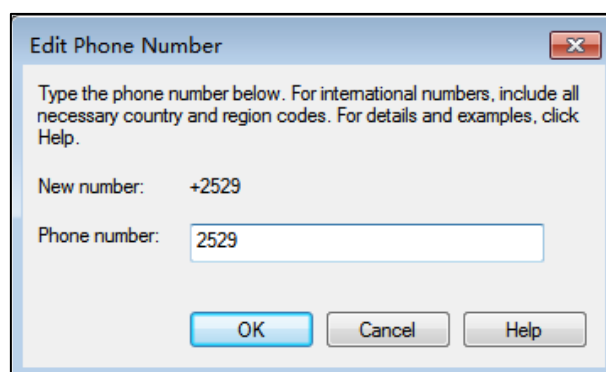 Edit Phone Number
Type the phone number below. For international numbers, include all
necessary country and region codes. For details and examples, click
Help.
New number: +2529
Phone number: 2529
OK Cancel Help